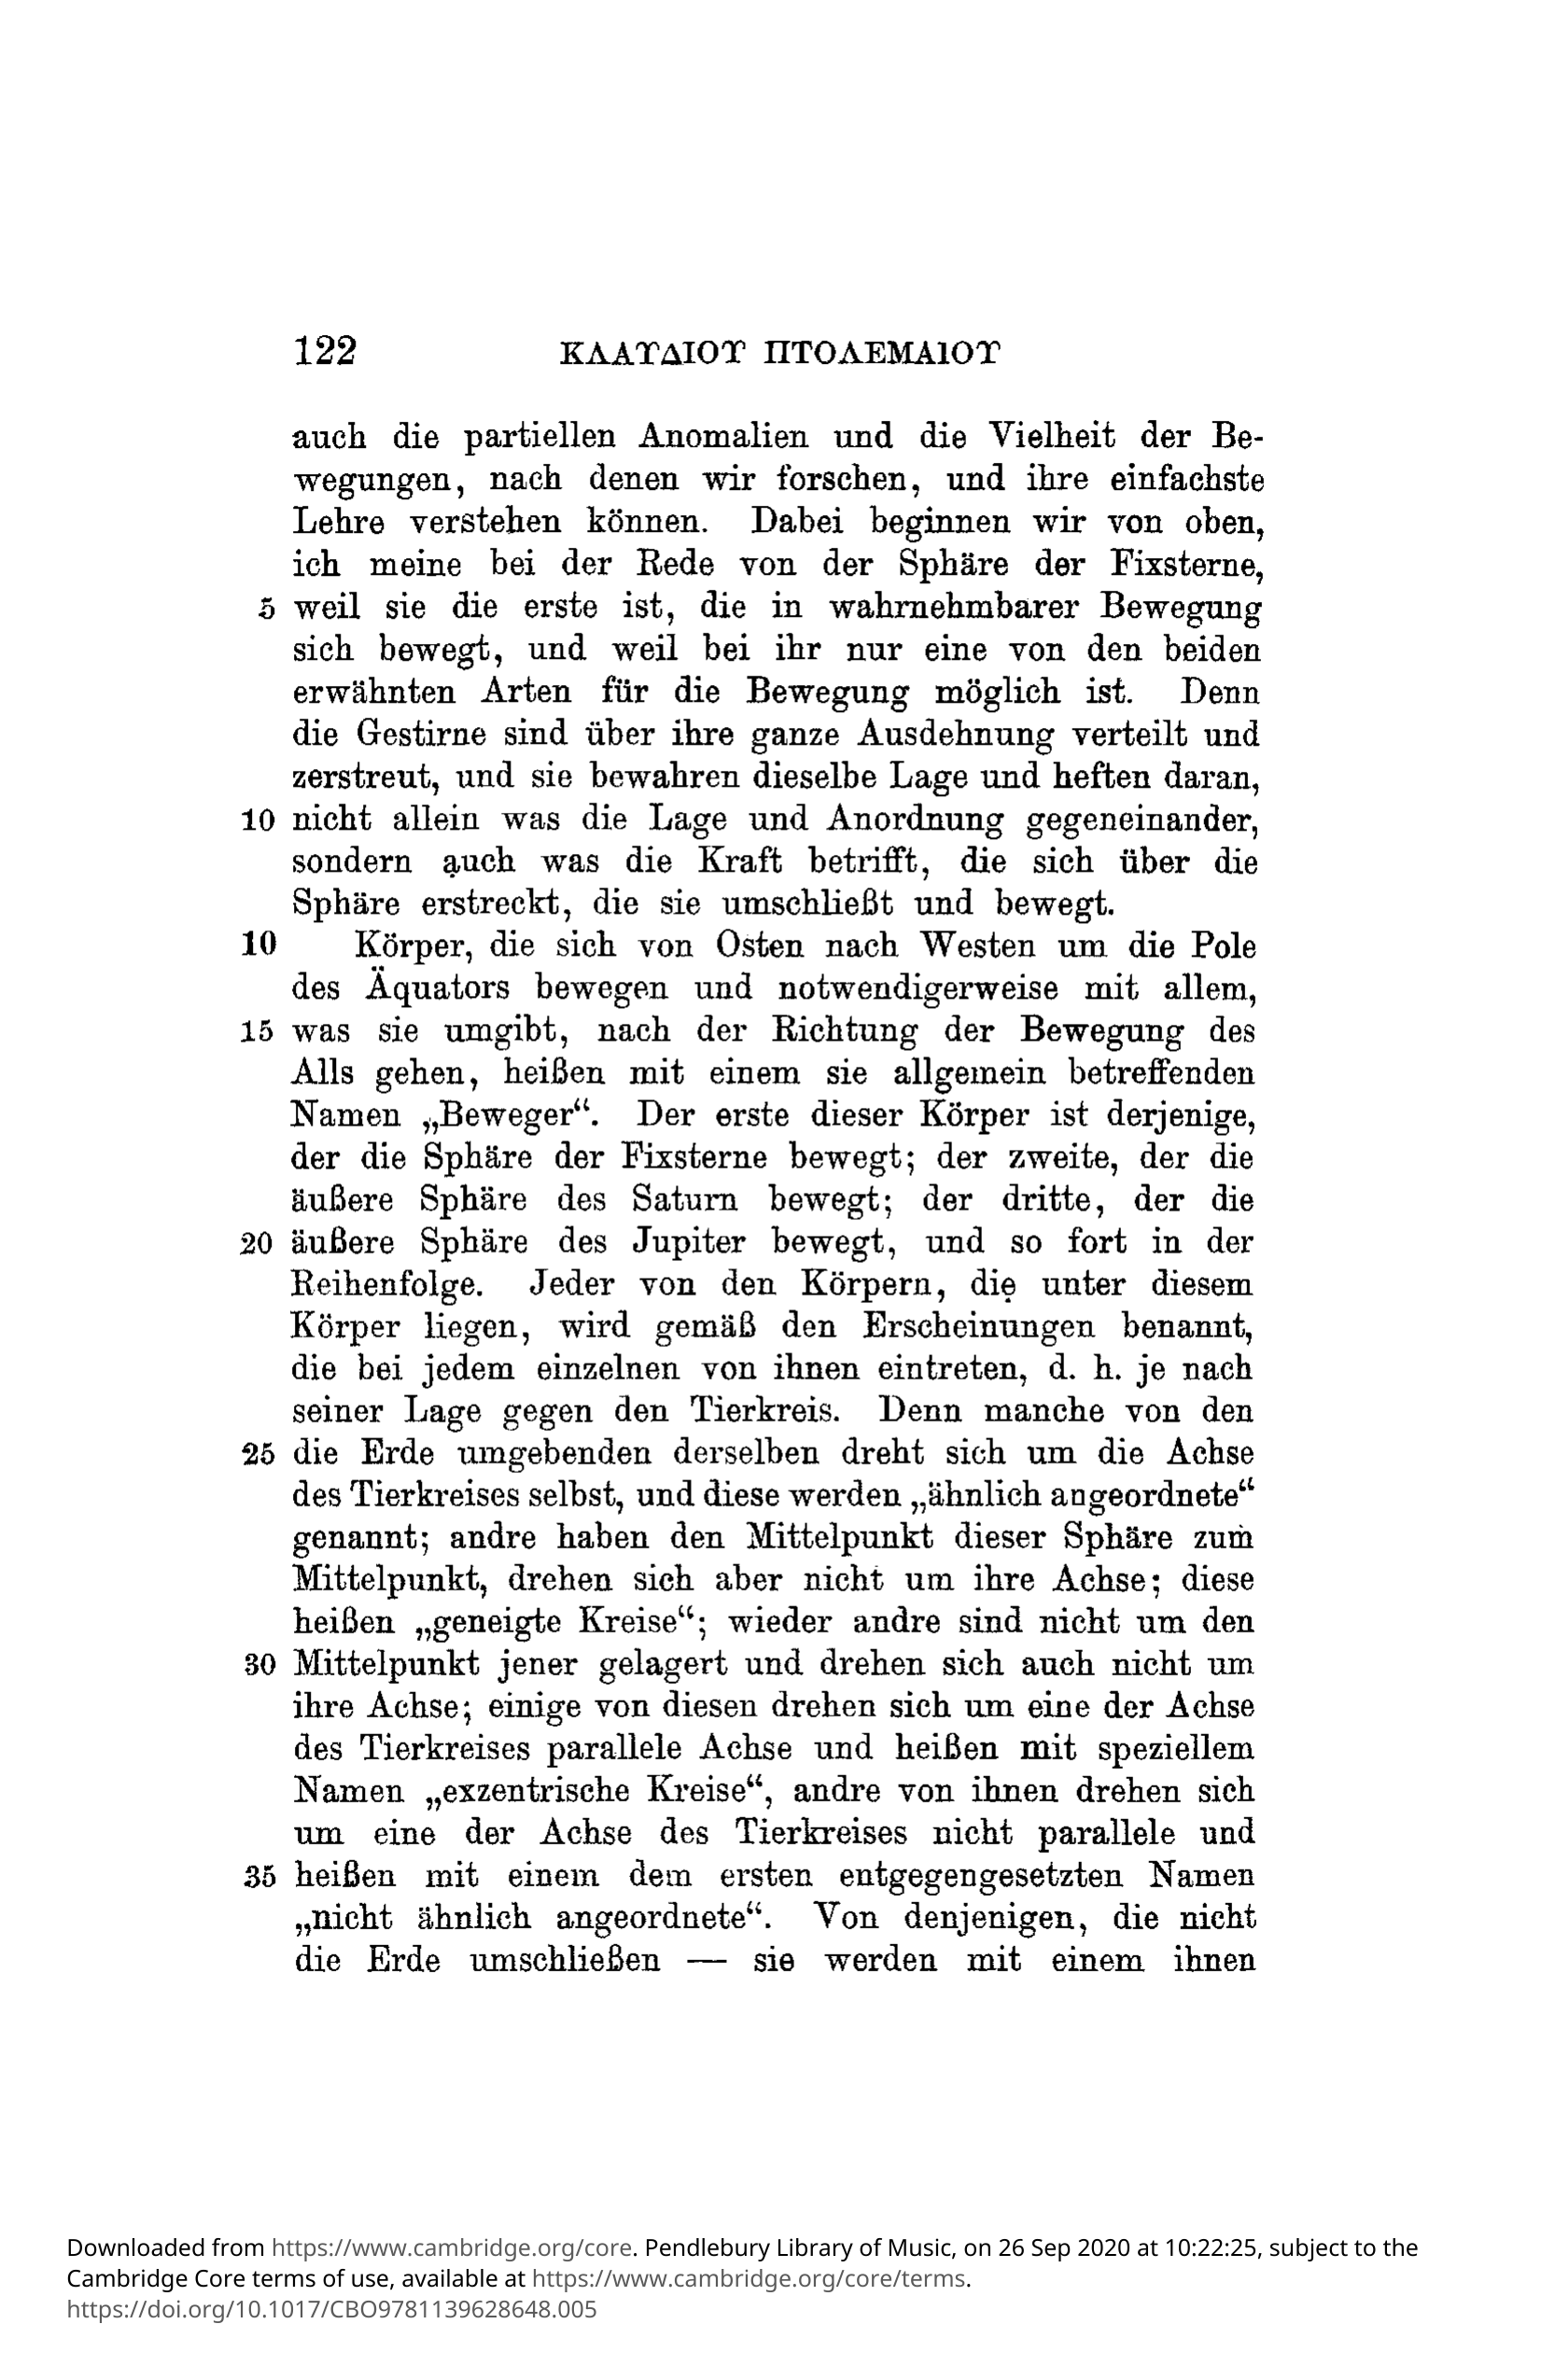 122 ΚΛΑΥΔΙΟΥ ΠΤΟΛΕΜΑΙΟΥ
auch die partiellen Anomalien und die Vielheit der Be-
wegungen, nach denen wir forschen, und ihre einfachste
Lehre verstehen können. Dabei beginnen wir von oben,
ich meine bei der Rede von der Sphäre der Fixsterne,
5 weil sie die erste ist, die in wahrnehmbarer Bewegung
sich bewegt, und weil bei ihr nur eine von den beiden
erwähnten Arten für die Bewegung möglich ist. Denn
die Gestirne sind über ihre ganze Ausdehnung verteilt und
zerstreut, und sie bewahren dieselbe Lage und heften daran,
10 nicht allein was die Lage und Anordnung gegeneinander,
sondern auch was die Kraft betrifft, die sich über die
Sphäre erstreckt, die sie umschließt und bewegt.
10 Körper, die sich von Osten nach Westen um die Pole
des Äquators bewegen und notwendigerweise mit allem,
15 was sie umgibt, nach der Richtung der Bewegung des
Alls gehen, heißen mit einem sie allgemein betreffenden
Namen „Beweger“. Der erste dieser Körper ist derjenige,
der die Sphäre der Fixsterne bewegt; der zweite, der die
äußere Sphäre des Saturn bewegt; der dritte, der die
20 äußere Sphäre des Jupiter bewegt, und so fort in der
Reihenfolge. Jeder von den Körpern, die unter diesem
Körper liegen, wird gemäß den Erscheinungen benannt,
die bei jedem einzelnen von ihnen eintreten, d. h. je nach
seiner Lage gegen den Tierkreis. Denn manche von den
25 die Erde umgebenden derselben dreht sich um die Achse
des Tierkreises selbst, und diese werden „ähnlich angeordnete“
genannt; andre haben den Mittelpunkt dieser Sphäre zum
Mittelpunkt, drehen sich aber nicht um ihre Achse; diese
heißen „geneigte Kreise“; wieder andre sind nicht um den
30 Mittelpunkt jener gelagert und drehen sich auch nicht um
ihre Achse; einige von diesen drehen sich um eine der Achse
des Tierkreises parallele Achse und heißen mit speziellem
Namen „exzentrische Kreise“, andre von ihnen drehen sich
um eine der Achse des Tierkreises nicht parallele und
35 heißen mit einem dem ersten entgegengesetzten Namen
„nicht ähnlich angeordnete“. Von denjenigen, die nicht
die Erde umschließen — sie werden mit einem ihnen
Downloaded from https://www.cambridge.org/core. Pendlebury Library of Music, on 26 Sep 2020 at 10:22:25, subject to the
Cambridge Core terms of use, available at https://www.cambridge.org/core/terms.
https://doi.org/10.1017/CBO9781139628648.005